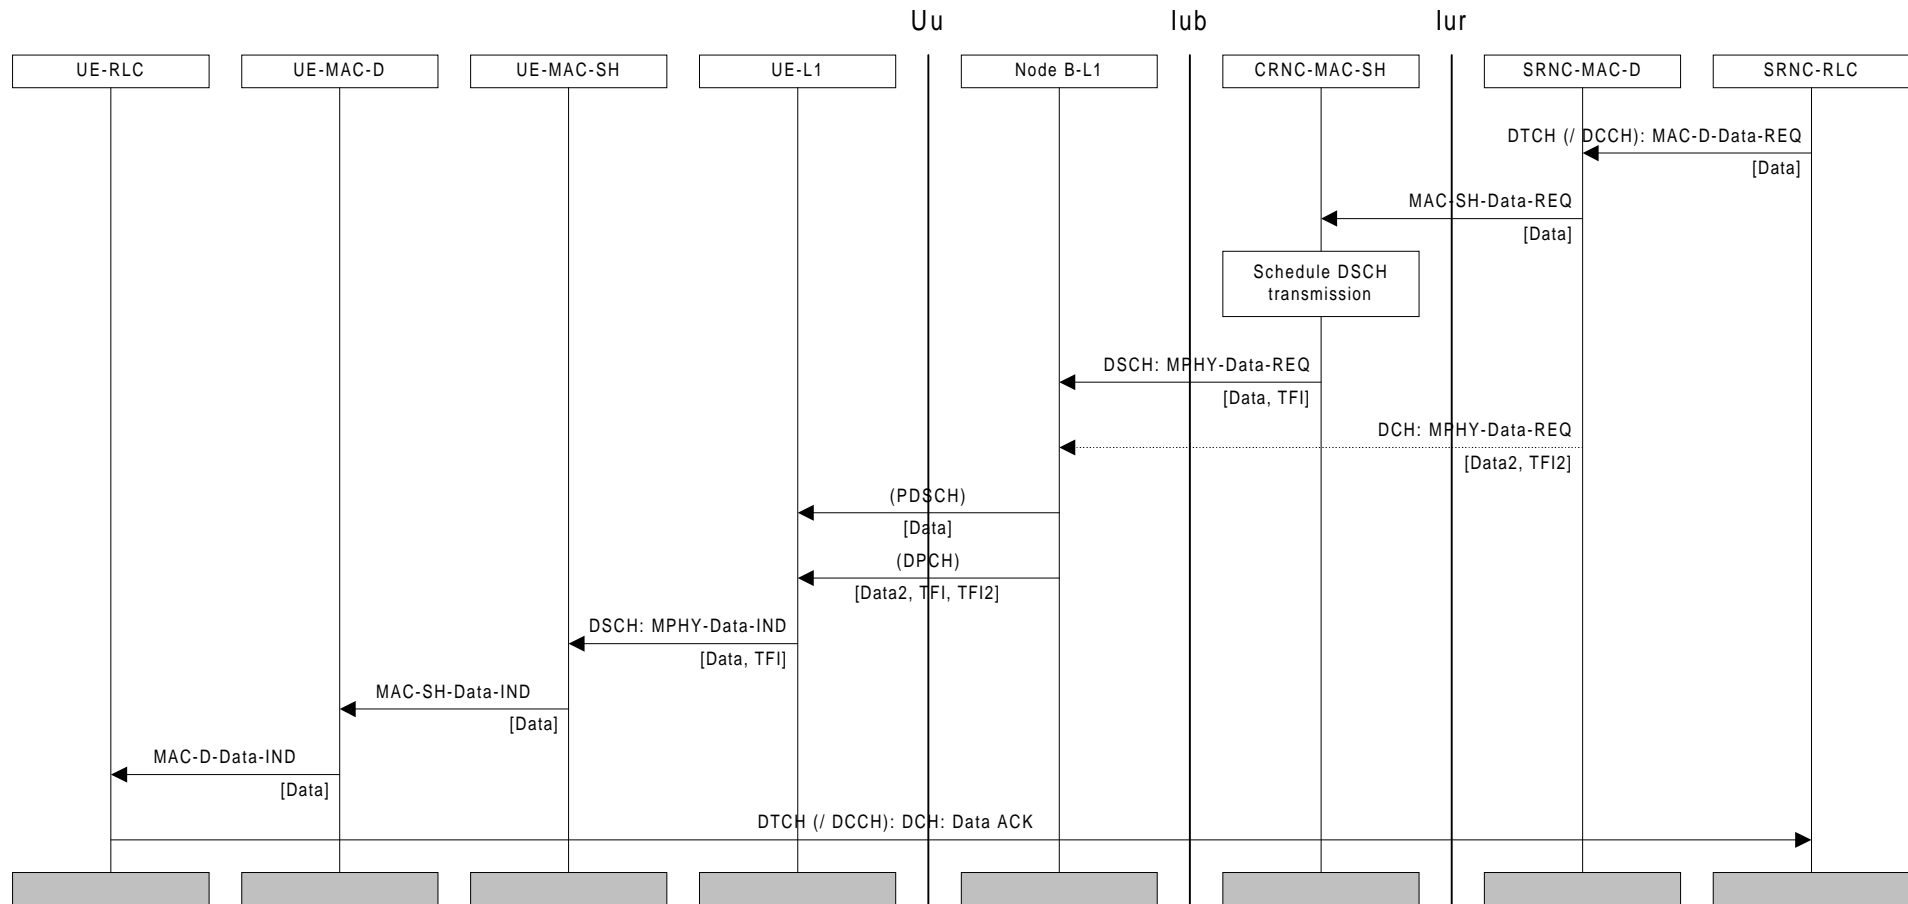 Uu
Iub
Iur
UE-RLC
UE-MAC-D
UE-MAC-SH
UE-L1
Node B-L1
CRNC-MAC-SH
SRNC-MAC-D
SRNC-RLC
DTCH (/ DCCH): MAC-D-Data-REQ
[Data]
MAC-SH-Data-REQ
[Data]
Schedule DSCH
transmission
DSCH: MPHY-Data-REQ
[Data, TFI]
DCH: MPHY-Data-REQ
[Data2, TFI2]
(PDSCH)
[Data]
(DPCH)
[Data2, TFI, TFI2]
DSCH: MPHY-Data-IND
[Data, TFI]
MAC-SH-Data-IND
[Data]
MAC-D-Data-IND
[Data]
DTCH (/ DCCH): DCH: Data ACK